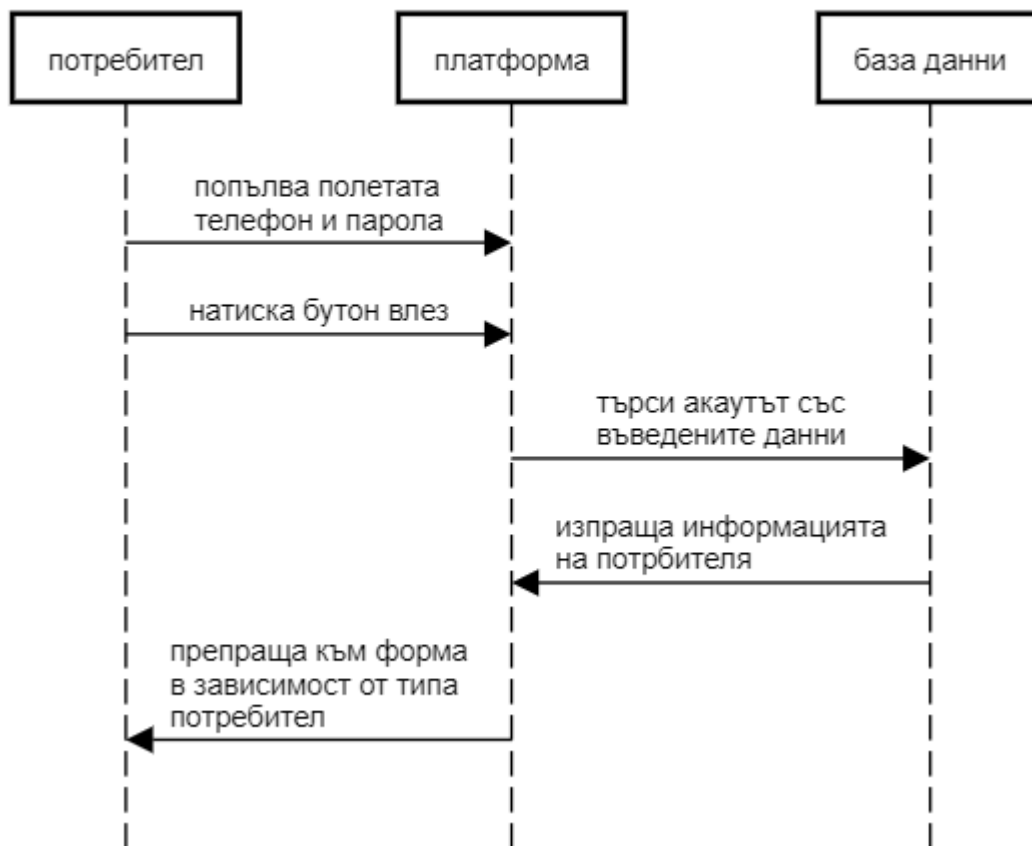 потребител
платформа
база данни
попълва полетата
телефон и парола
натиска бутон влез
търси акаутът със
въведените данни
изпраща информацията
на потрбителя
препраща към форма
в зависимост от типа
потребител